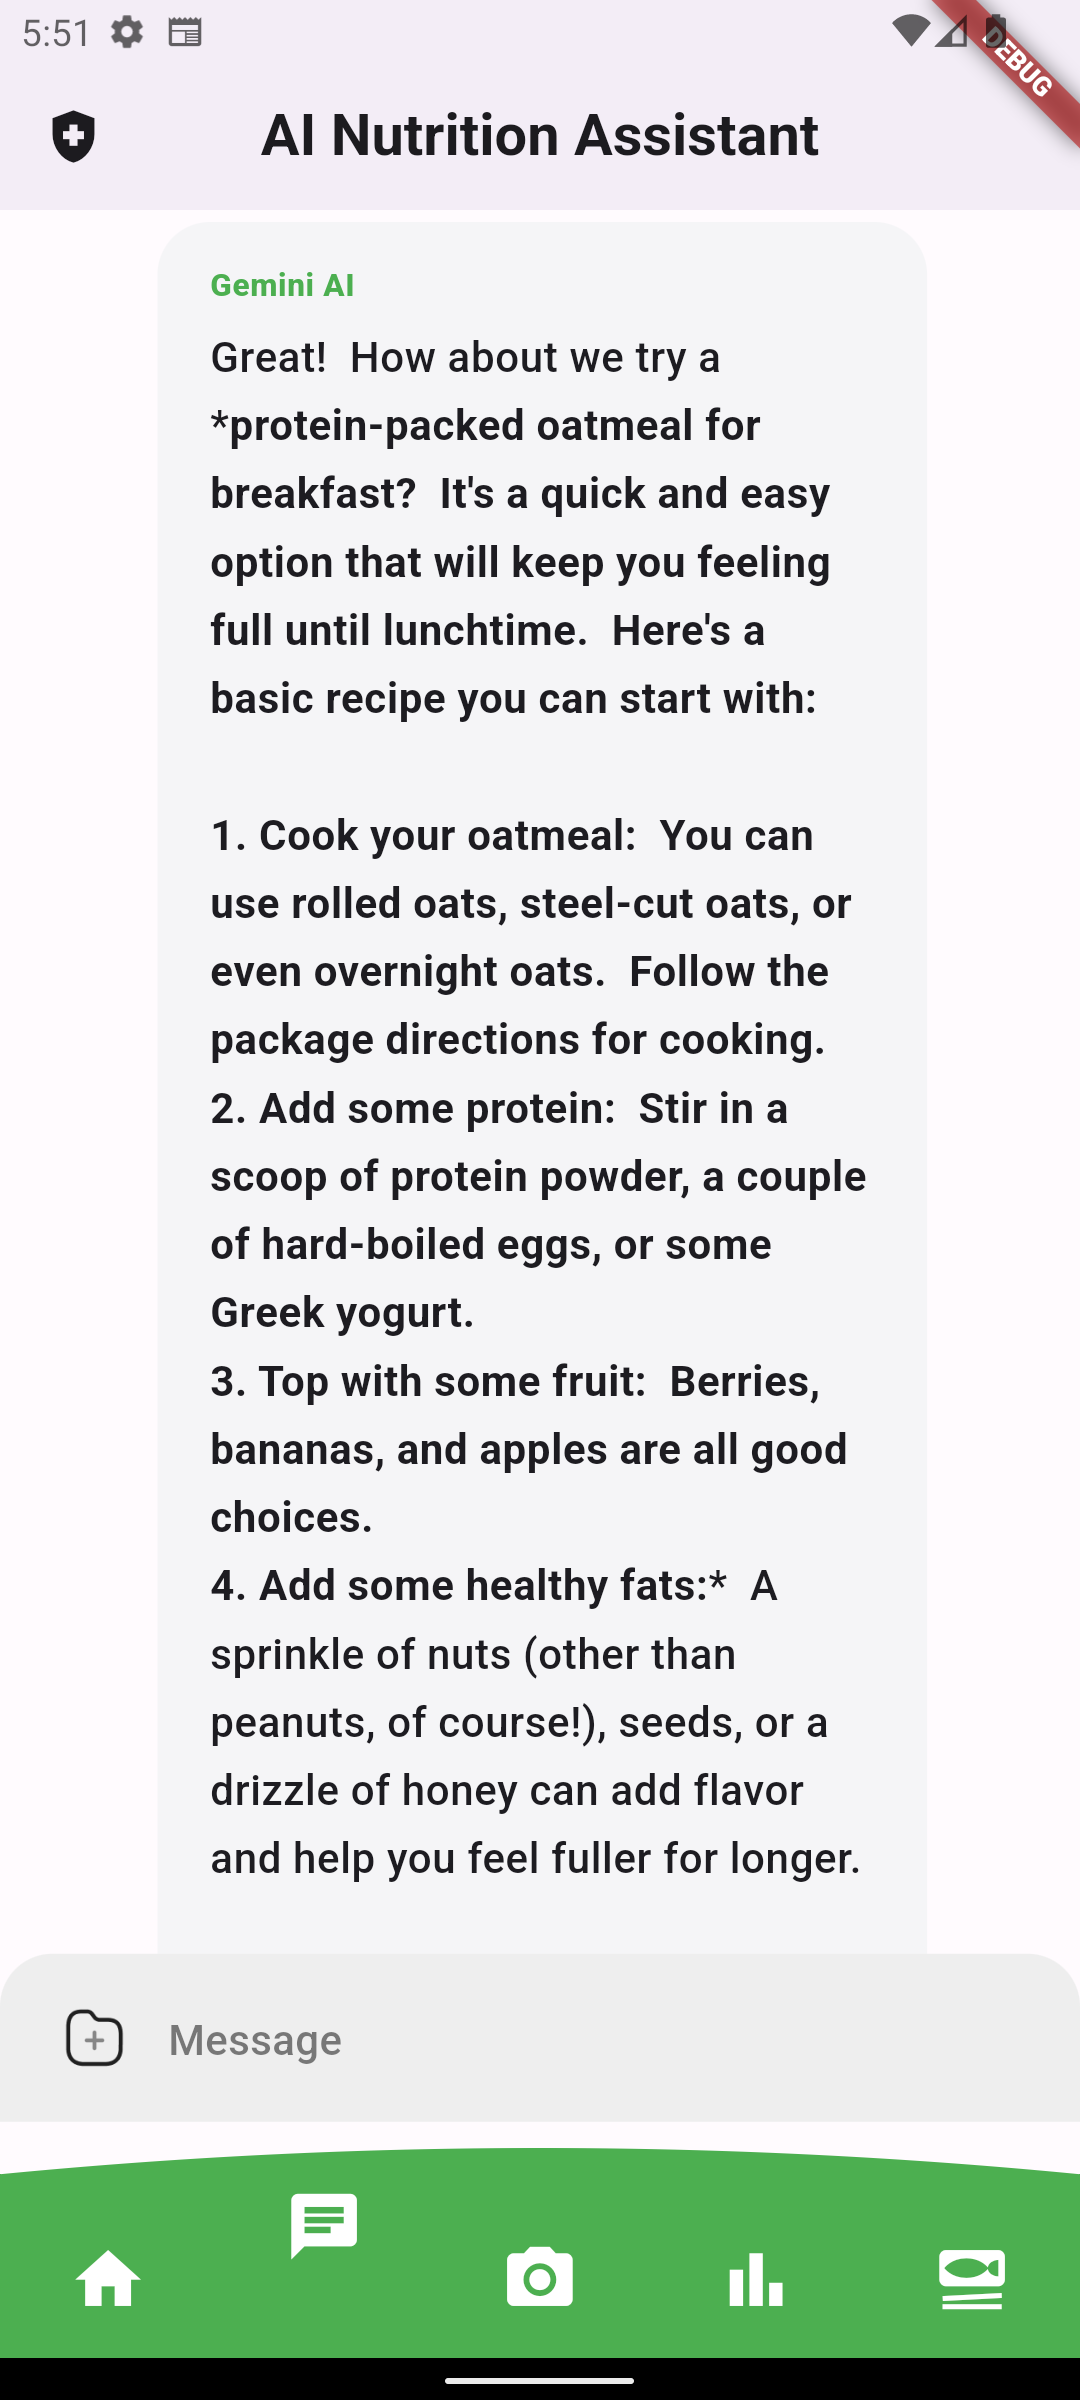 5:51
DEBUG
AI Nutrition Assistant
Gemini AI
Great!  How about we try a
*protein-packed oatmeal for
breakfast?  It's a quick and easy
option that will keep you feeling
full until lunchtime.  Here's a
basic recipe you can start with:
1. Cook your oatmeal:  You can
use rolled oats, steel-cut oats, or
even overnight oats.  Follow the
package directions for cooking.
2. Add some protein:  Stir in a
scoop of protein powder, a couple
of hard-boiled eggs, or some
Greek yogurt.
3. Top with some fruit:  Berries,
bananas, and apples are all good
choices.
4. Add some healthy fats:*  A
sprinkle of nuts (other than
peanuts, of course!), seeds, or a
drizzle of honey can add flavor
and help you feel fuller for longer.
Message